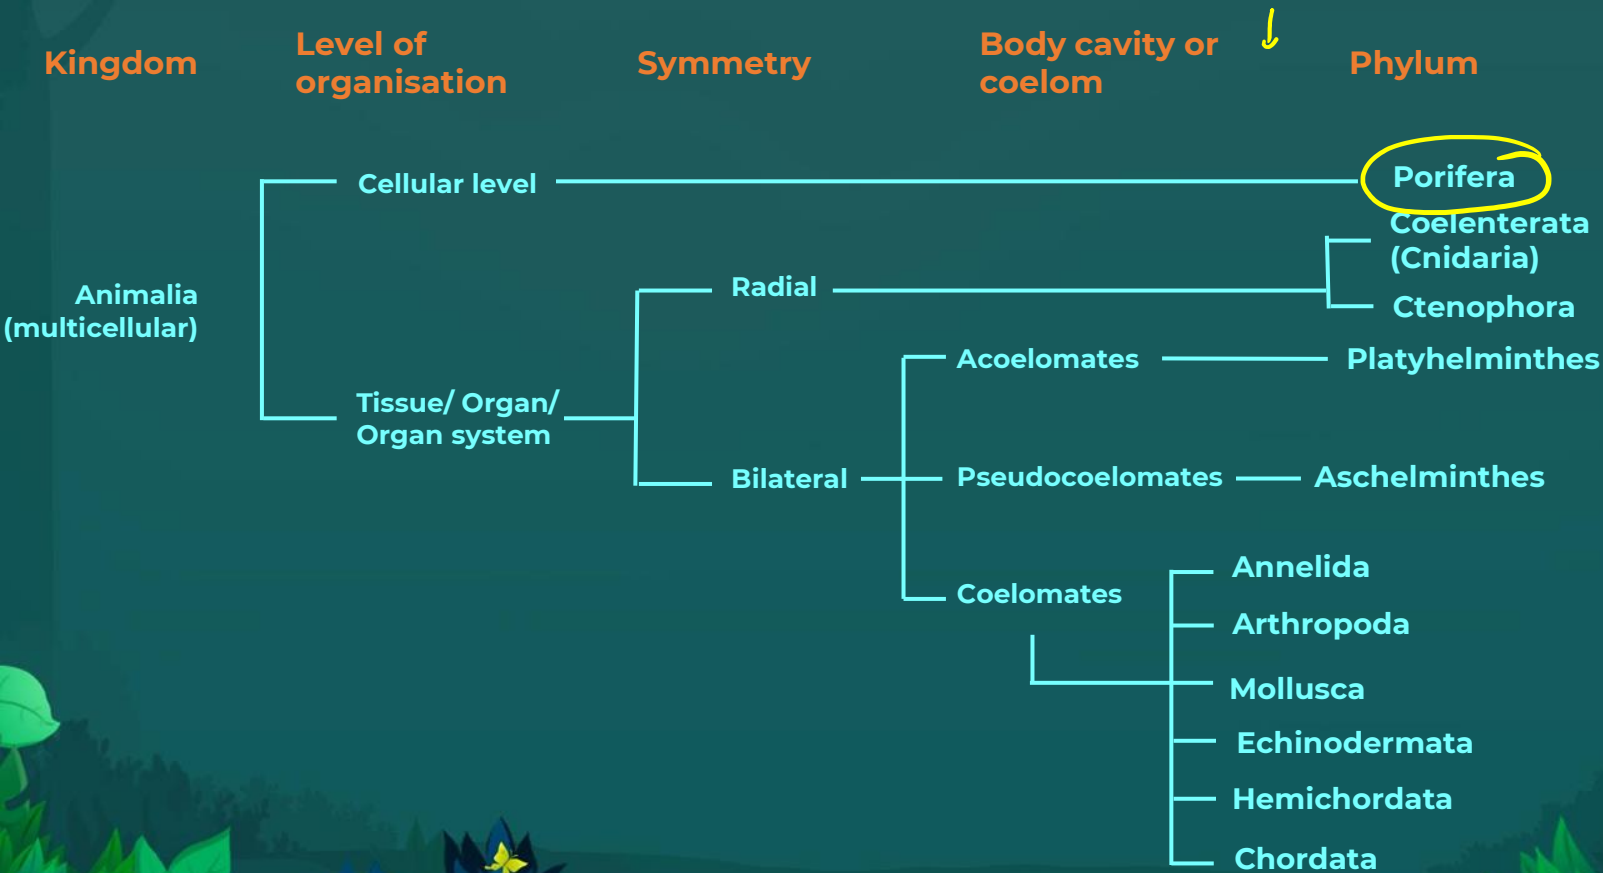 Kingdom
Level of
organisation
Symmetry
Body cavity or
coelom
Phylum
Cellular level
Porifera
Coelenterata
(Cnidaria)
Animalia
(multicellular)
Radial
Ctenophora
Acoelomates
Platyhelminthes
Tissue/ Organ/
Organ system
Bilateral
Pseudocoelomates
Aschelminthes
Coelomates
Annelida
Arthropoda
Mollusca
Echinodermata
Hemichordata
Chordata